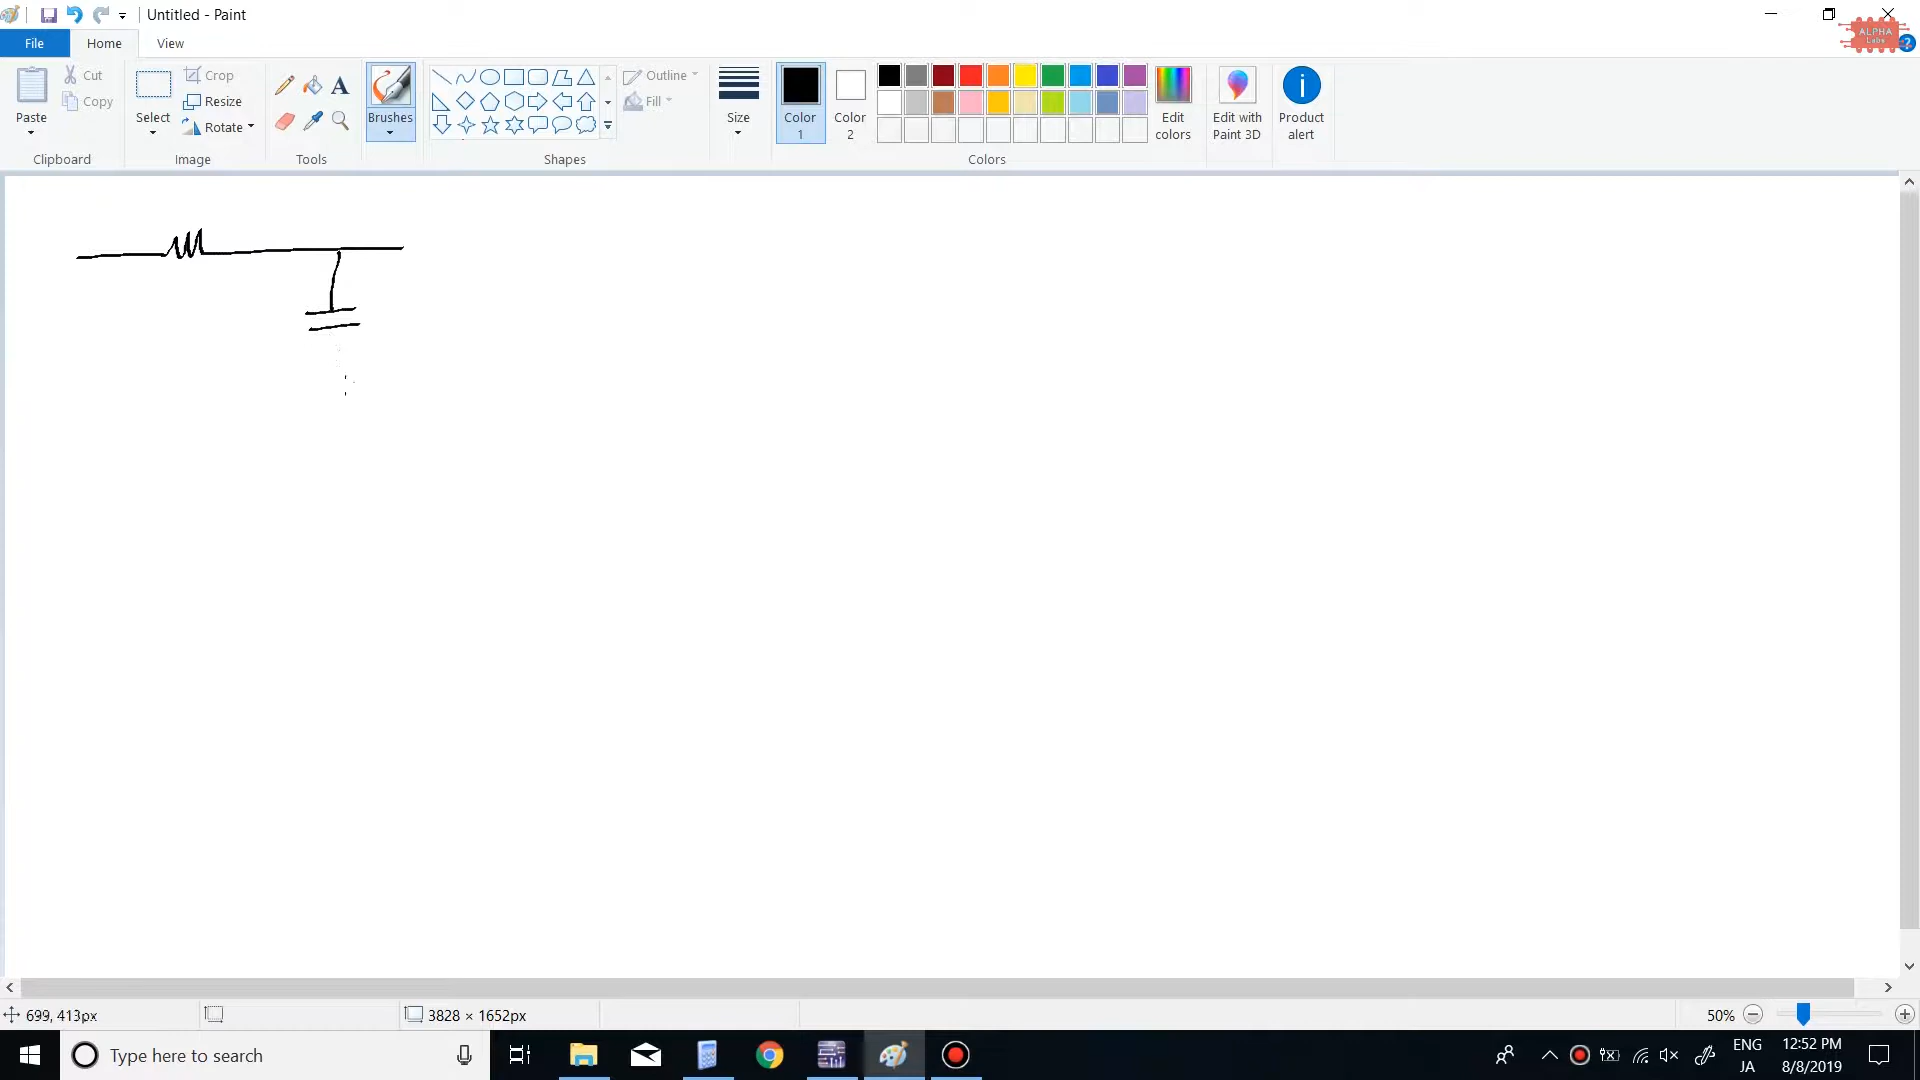 Untitled - Paint
File Home View
Paste
Cut
Copy
Clipboard
Select
Crop
Resize
Rotate
Image
Tools
Brushes
Outline
Fill
Shapes
Size
Color 1
Color 2
Edit colors
Colors
Edit with Paint 3D
Product alert
ALPHA
Labs
?
699, 413px
3828 × 1652px
50%
Type here to search
ENG
JA
12:52 PM
8/8/2019